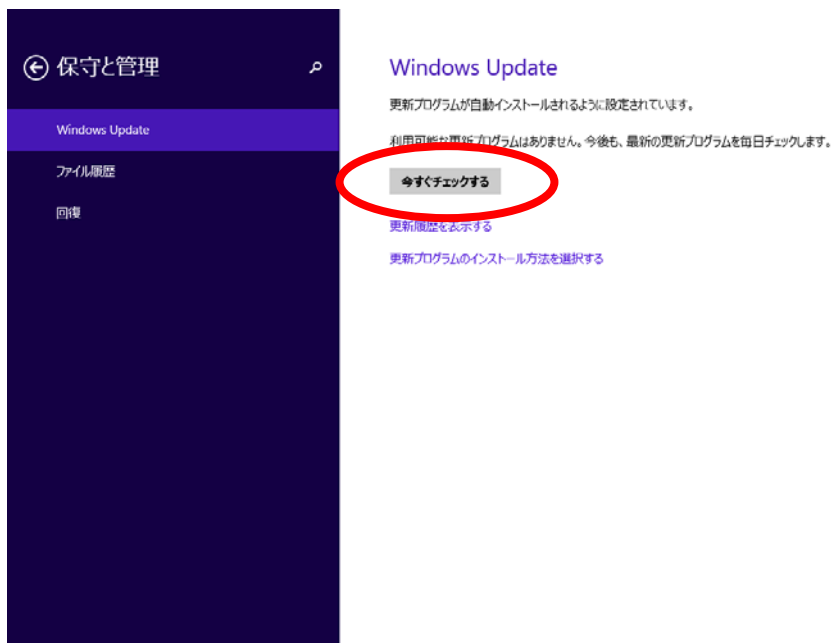 保守と管理
Windows Update
ファイル履歴
回復
Windows Update
更新プログラムが自動インストールされるように設定されています。
利用可能な更新プログラムはありません。今後も、最新の更新プログラムを毎日チェックします。
今すぐチェックする
更新履歴を表示する
更新プログラムのインストール方法を選択する